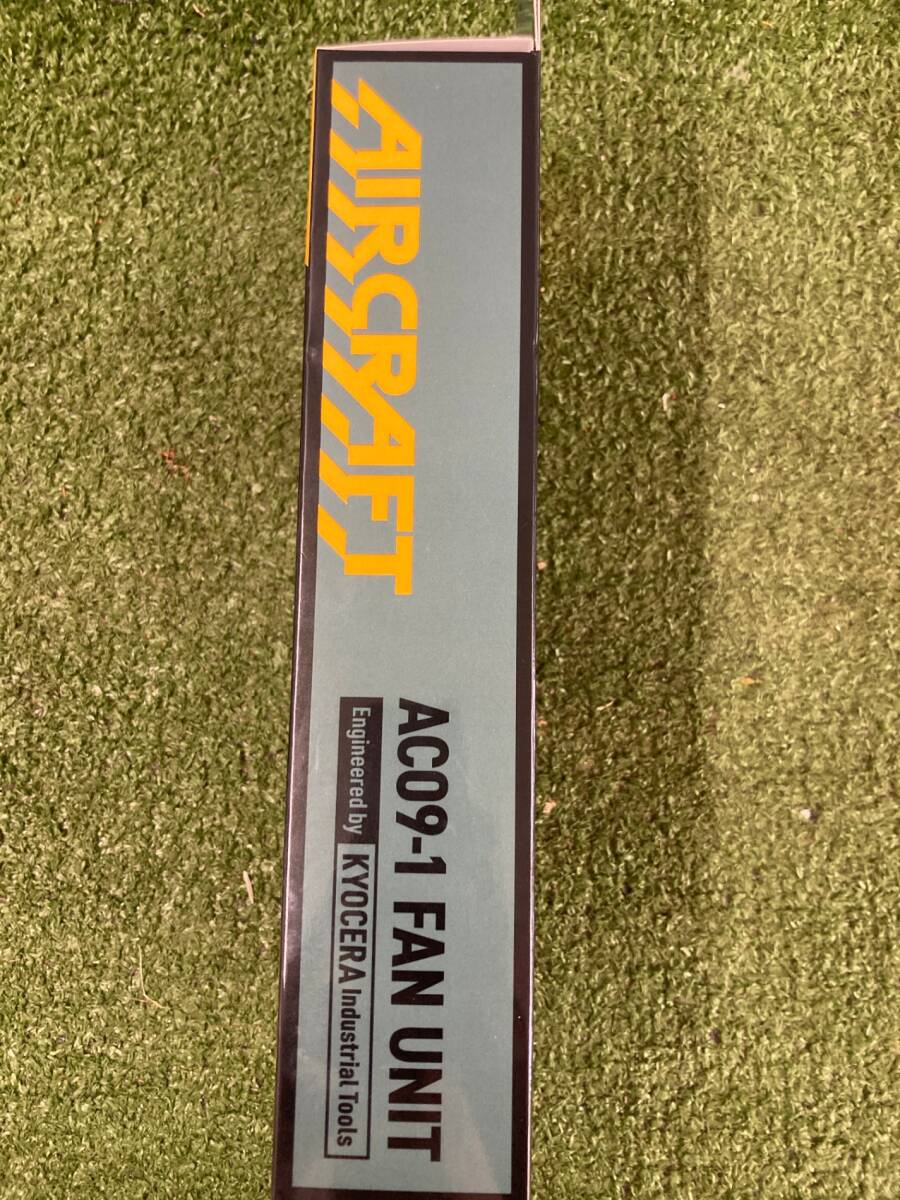 AIRCRAFT
AC09-1 FAN UNIT
Engineered by KYOCERA Industrial Tools